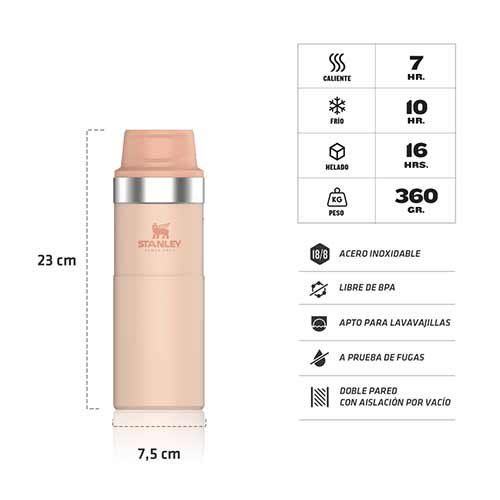 CALIENTE
7
HR.
FRÍO
10
HR.
HELADO
16
HRS.
KG
PESO
360
GR.
23 cm
STANLEY
18/8
ACERO INOXIDABLE
LIBRE DE BPA
APTO PARA LAVAVAJILLAS
A PRUEBA DE FUGAS
DOBLE PARED
CON AISLACIÓN POR VACÍO
7,5 cm